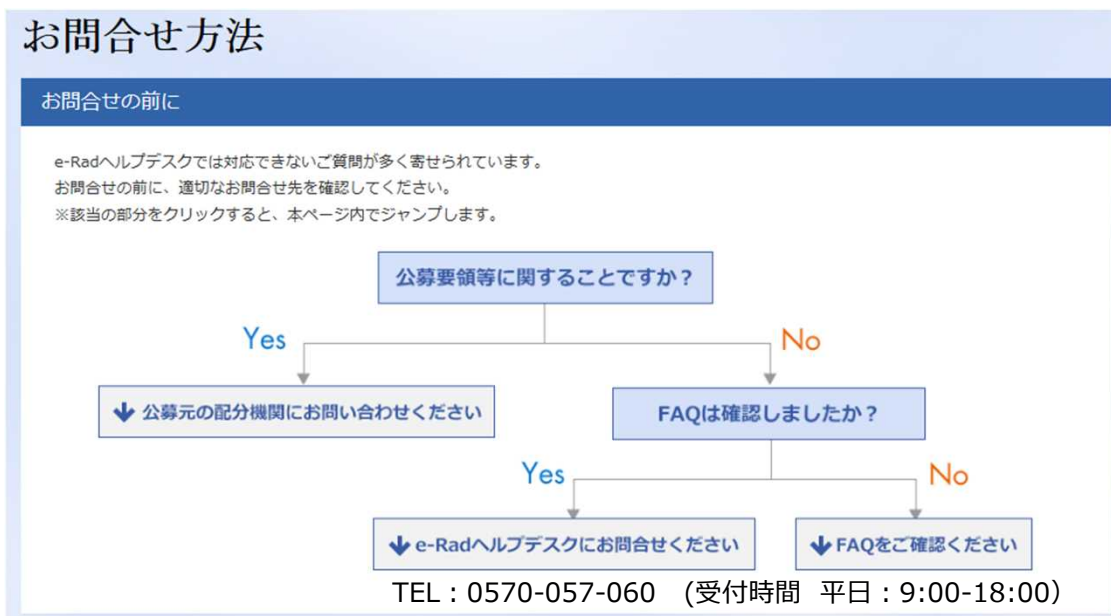 お問合せ方法
お問合せの前に
e-Radヘルプデスクでは対応できないご質問が多く寄せられています。
お問合せの前に、適切なお問合せ先を確認してください。
※該当の部分をクリックすると、本ページ内でジャンプします。
公募要領等に関することですか？
Yes
No
↓ 公募元の配分機関にお問い合わせください
FAQは確認しましたか？
Yes
No
↓ e-Radヘルプデスクにお問合せください
↓ FAQをご確認ください
TEL：0570-057-060　(受付時間 平日：9:00-18:00）